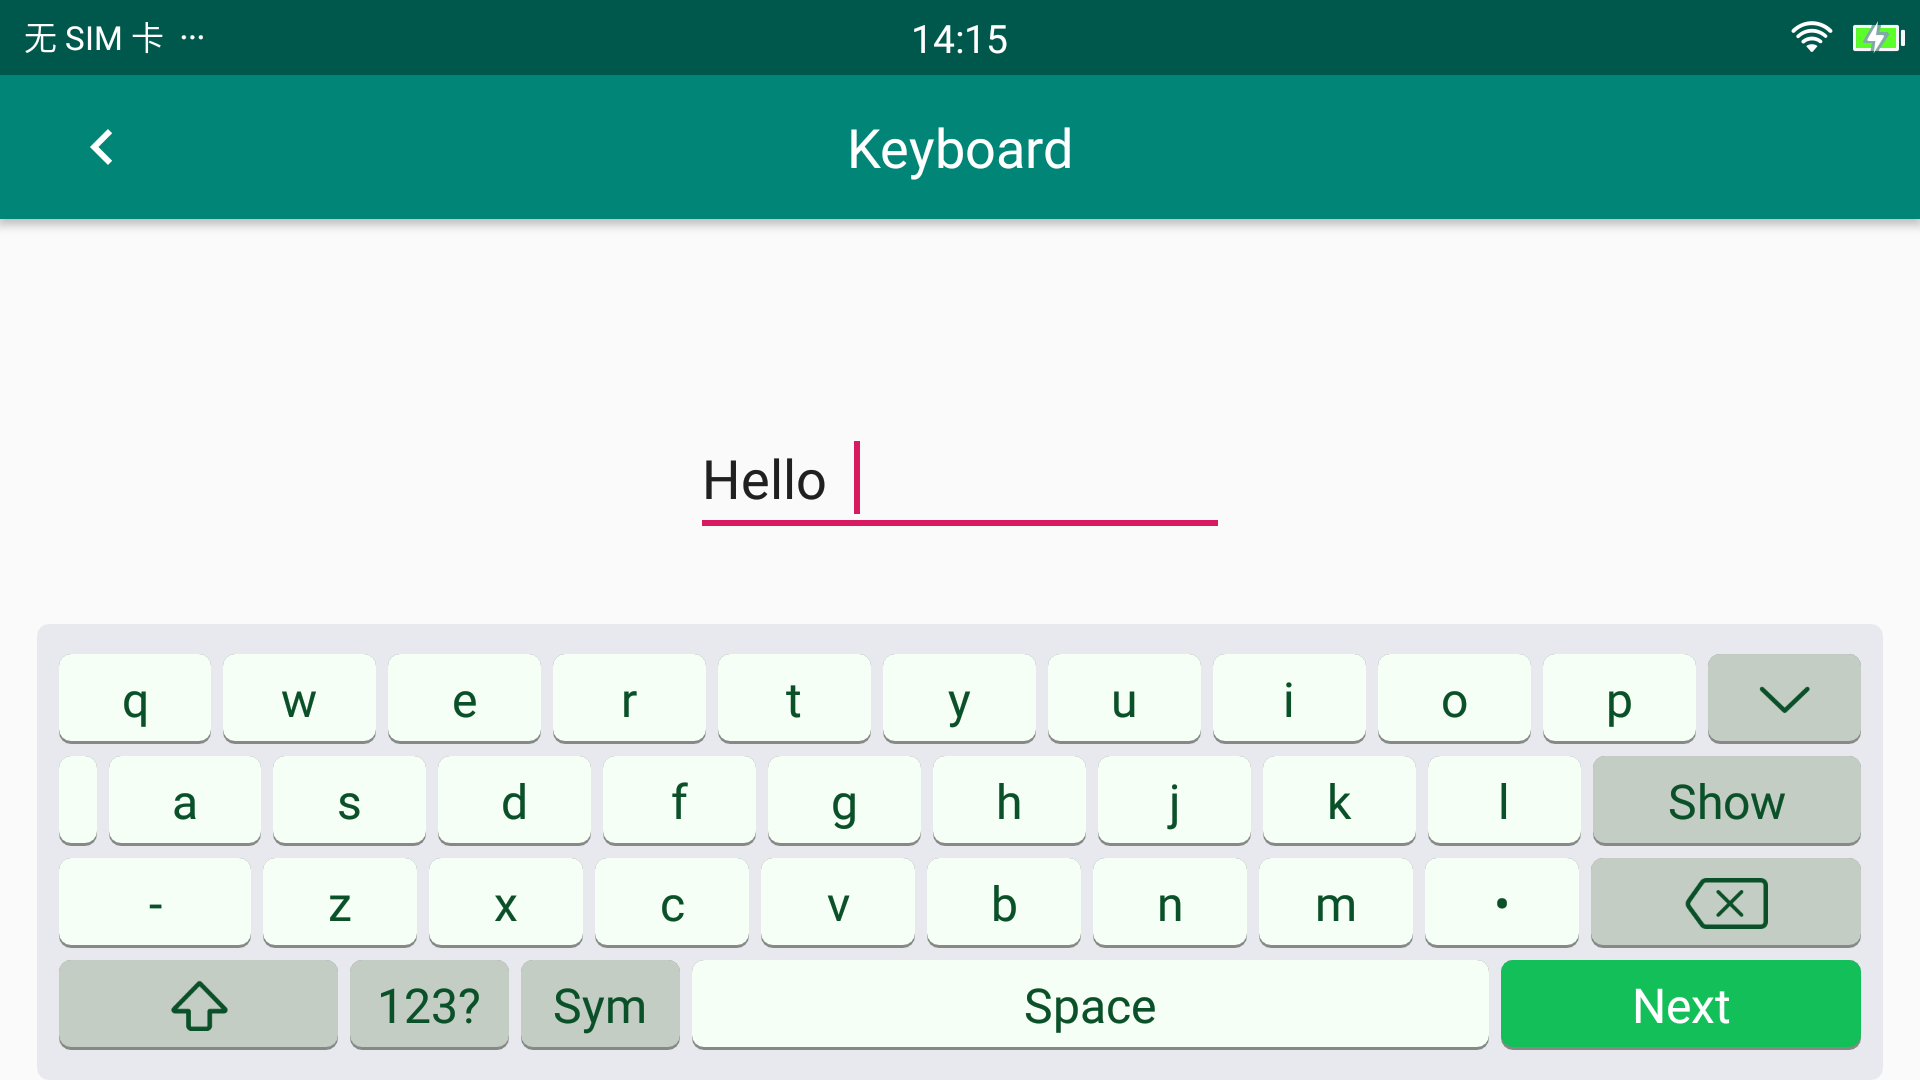 无 SIM 卡 ... 14:15
Keyboard
Hello
q w e r t y u i o p
a s d f g h j k l Show
- z x c v b n m •
123? Sym Space Next